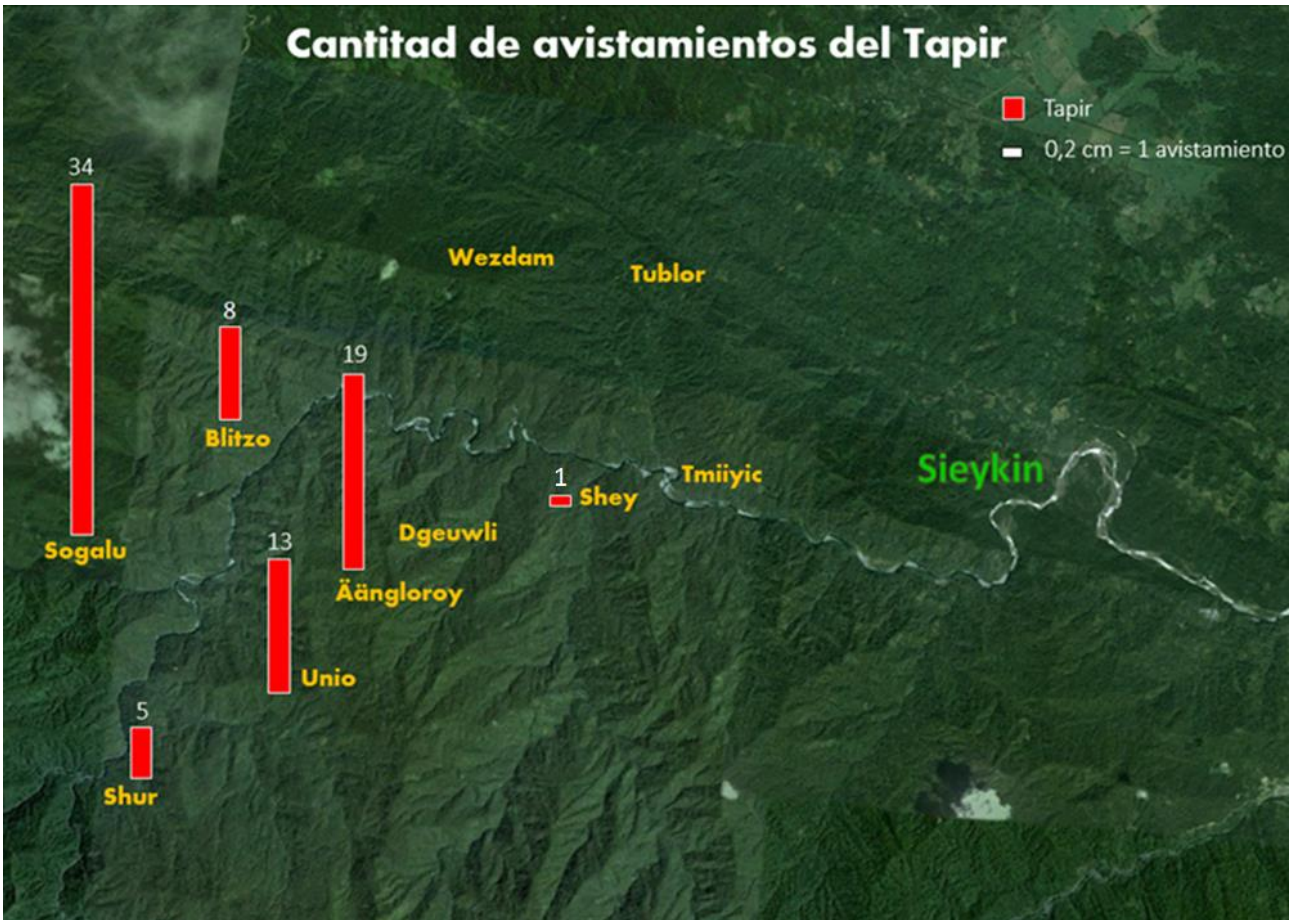 Cantitad de avistamientos del Tapir
Tapir
0,2 cm = 1 avistamiento
34
Wezdam
Tublor
8
19
Blitzo
Sieykin
1
Tmiiyic
Shey
Dgeuwli
13
Sogalu
Äängloroy
Unio
5
Shur